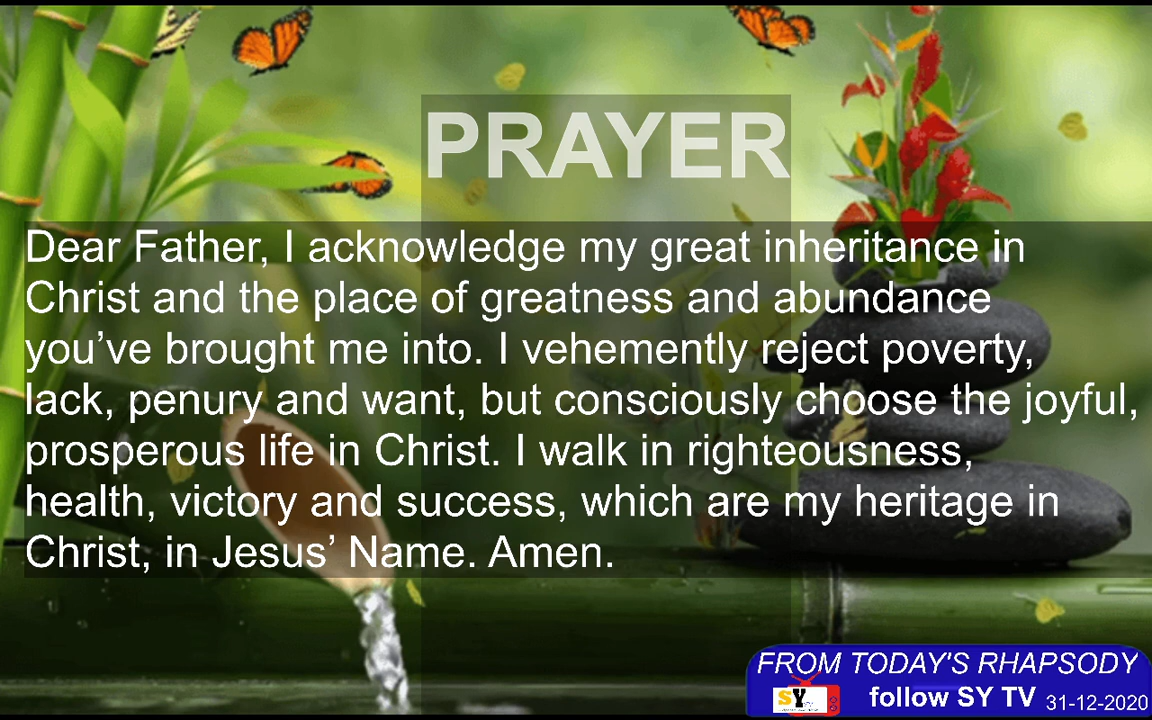 PRAYER
Dear Father, I acknowledge my great inheritance in
Christ and the place of greatness and abundance
you’ve brought me into. I vehemently reject poverty,
lack, penury and want, but consciously choose the joyful,
prosperous life in Christ. I walk in righteousness,
health, victory and success, which are my heritage in
Christ, in Jesus’ Name. Amen.
FROM TODAY'S RHAPSODY
SY
follow SY TV 31-12-2020